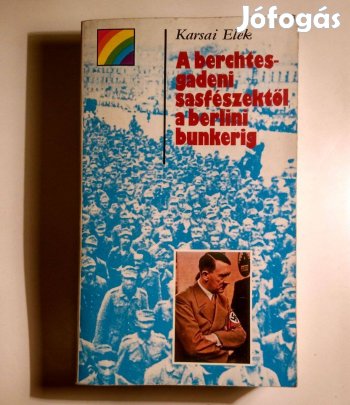 Jófogás
Karsai Elek
A berchtes-
gadeni
sasfészektől
a berlini
bunkerig